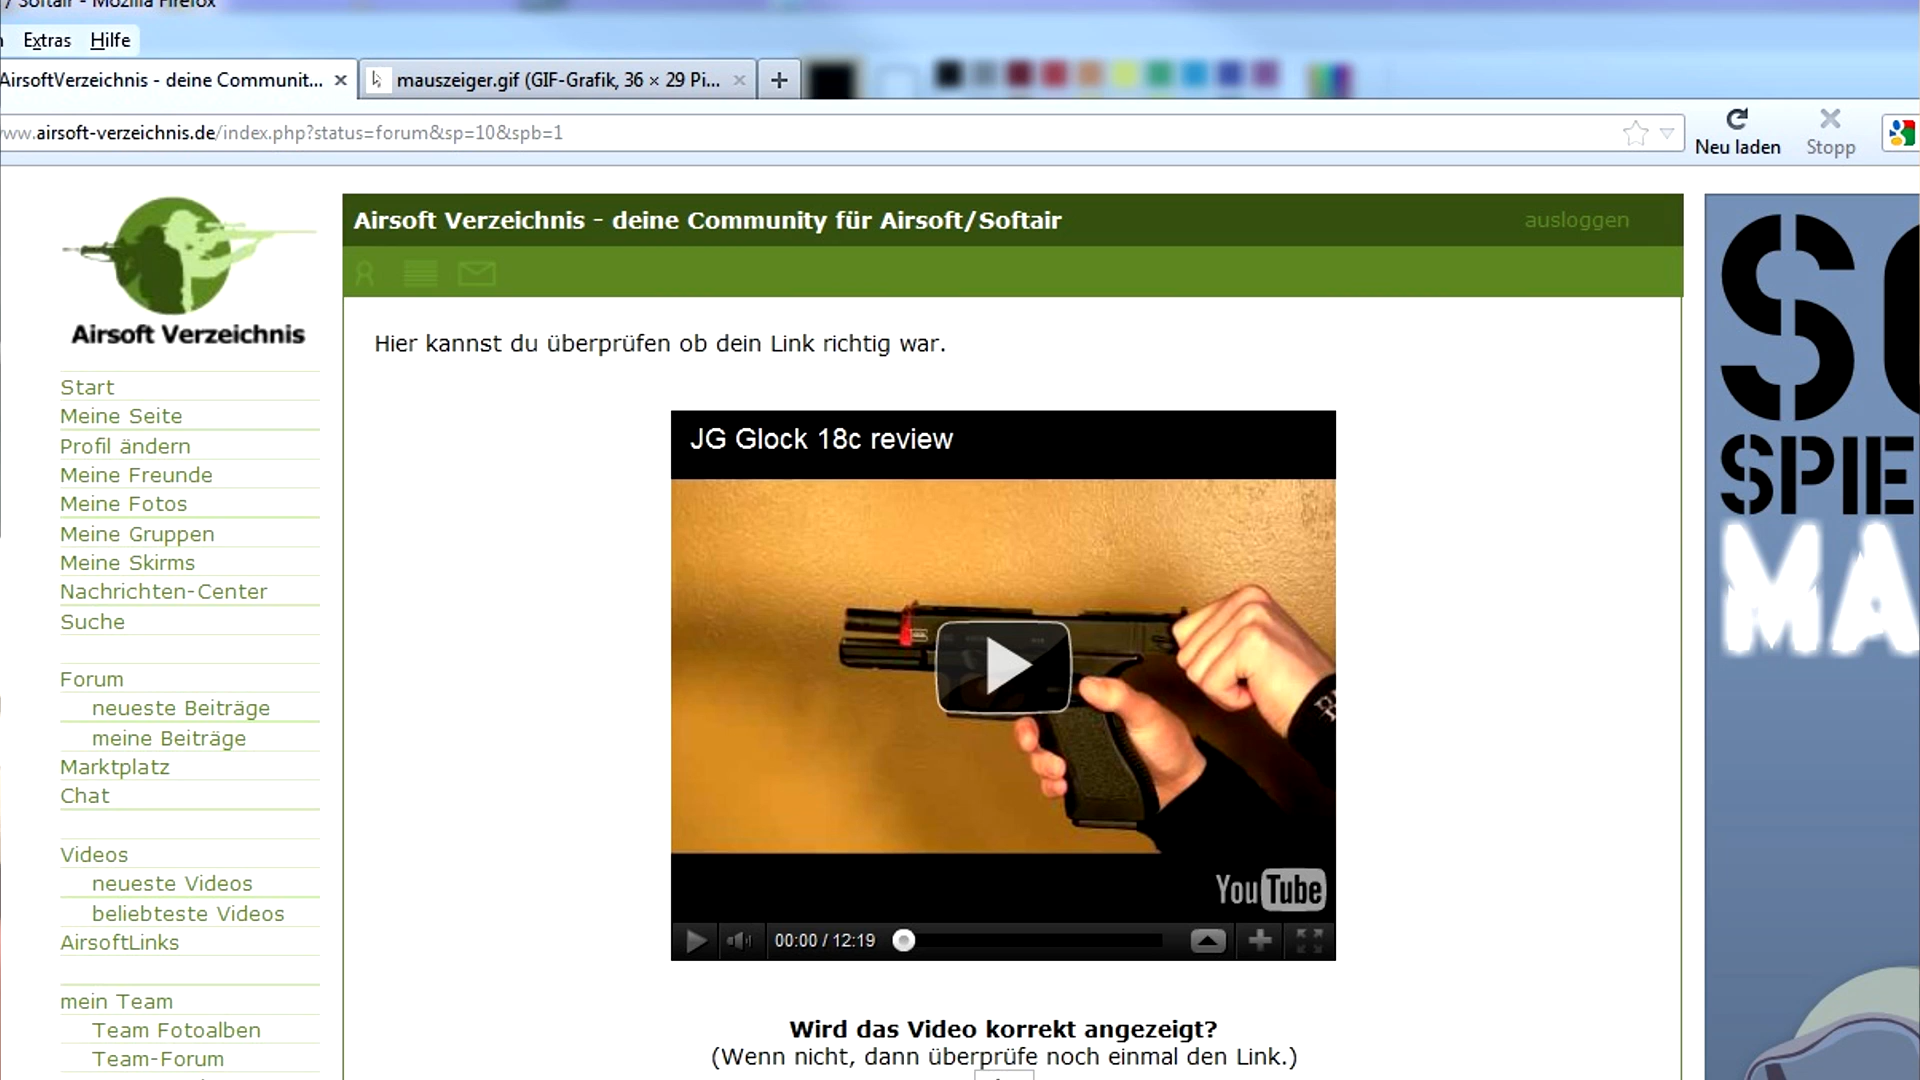 / Softair - Mozilla Firefox
Extras Hilfe
AirsoftVerzeichnis - deine Communit...
mauszeiger.gif (GIF-Grafik, 36 × 29 Pi...
www.airsoft-verzeichnis.de/index.php?status=forum&sp=10&spb=1
Neu laden
Stopp
Airsoft Verzeichnis
Start
Meine Seite
Profil ändern
Meine Freunde
Meine Fotos
Meine Gruppen
Meine Skirms
Nachrichten-Center
Suche
Forum
neueste Beiträge
meine Beiträge
Marktplatz
Chat
Videos
neueste Videos
beliebteste Videos
AirsoftLinks
mein Team
Team Fotoalben
Team-Forum
Airsoft Verzeichnis - deine Community für Airsoft/Softair
ausloggen
Hier kannst du überprüfen ob dein Link richtig war.
JG Glock 18c review
YouTube
00:00 / 12:19
Wird das Video korrekt angezeigt?
(Wenn nicht, dann überprüfe noch einmal den Link.)
SPIE
MA